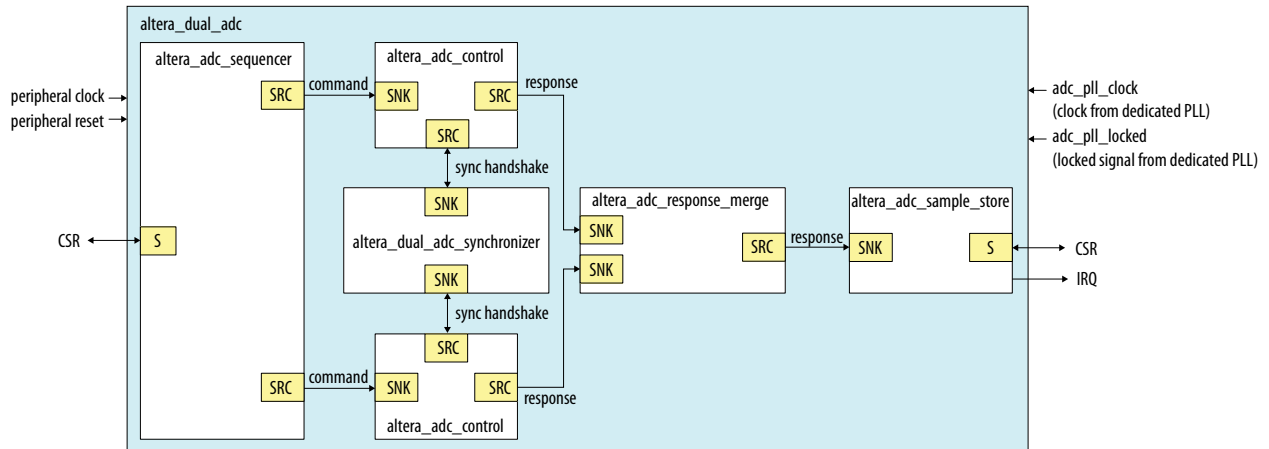 altera_dual_adc
altera_adc_sequencer
altera_adc_control
SRC
command
SNK
SRC
response
peripheral clock
peripheral reset
adc_pll_clock
(clock from dedicated PLL)
adc_pll_locked
(locked signal from dedicated PLL)
SRC
sync handshake
SNK
altera_dual_adc_synchronizer
SNK
sync handshake
SRC
CSR
S
altera_adc_response_merge
SNK
SNK
SRC
response
altera_adc_sample_store
SNK
S
CSR
IRQ
SRC
command
SNK
SRC
response
altera_adc_control